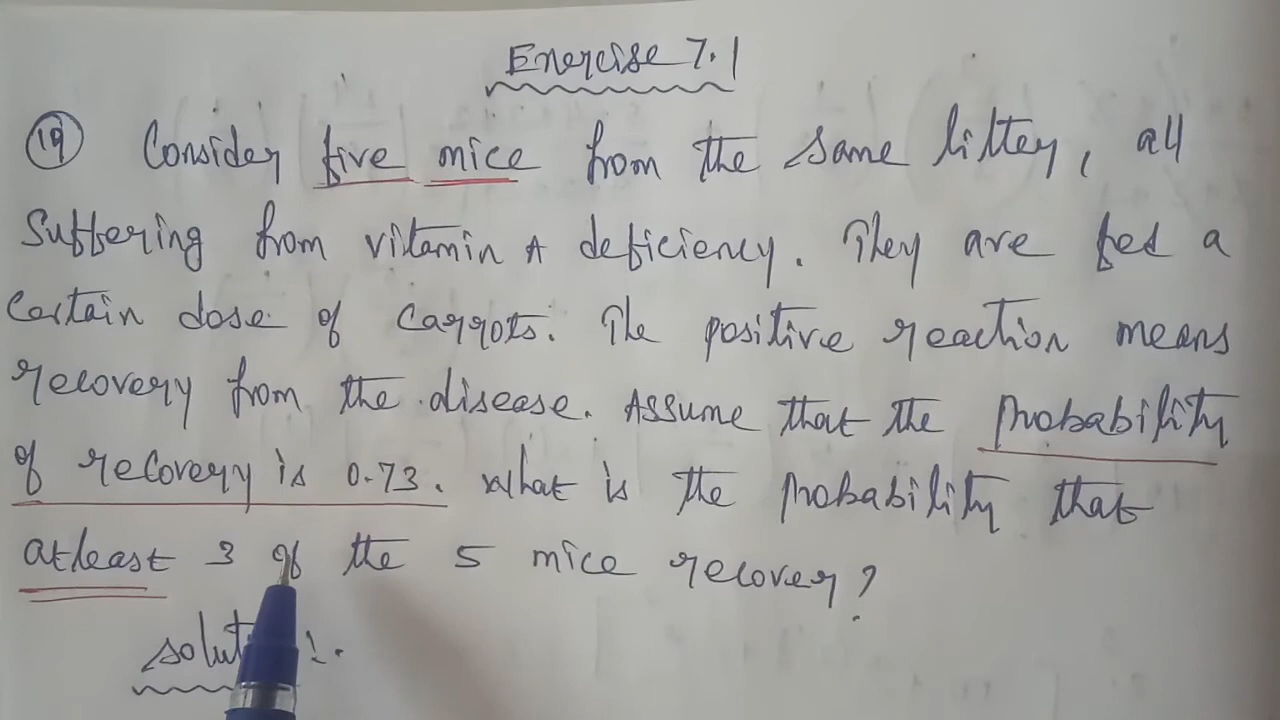 Exercise 7.1
19 Consider five mice from the same litter, all
suffering from vitamin A deficiency. They are fed a
certain dose of carrots. The positive reaction means
recovery from the disease. Assume that the probability
of recovery is 0.73. What is the probability that
atleast 3 of the 5 mice recover?